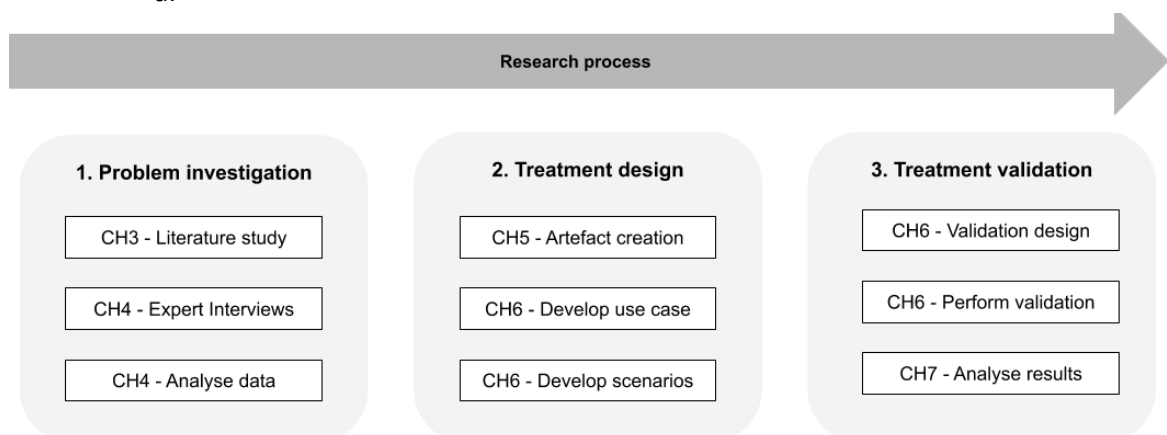 Research process
1. Problem investigation
CH3 - Literature study
CH4 - Expert Interviews
CH4 - Analyse data
2. Treatment design
CH5 - Artefact creation
CH6 - Develop use case
CH6 - Develop scenarios
3. Treatment validation
CH6 - Validation design
CH6 - Perform validation
CH7 - Analyse results